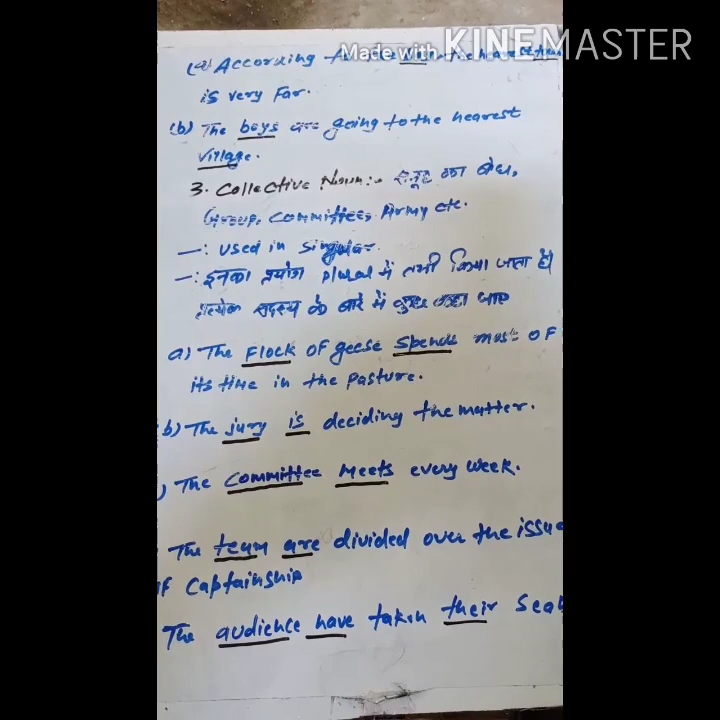 Made with KINEMASTER
(a) According
is very far.
(b) The boys are going to the nearest
village.
3. Collective Noun:- समूह का बोध,
Group, Committee, Army etc.
—: used in singular
—: इनका प्रयोग plural में तभी किया जाता है।
प्रत्येक सदस्य के बारे में कुछ कहा जाए
a) The Flock of geese spends most of
its time in the pasture.
b) The jury is deciding the matter.
) The committee meets every week.
The team are divided over the issue
of captainship
The audience have taken their seat